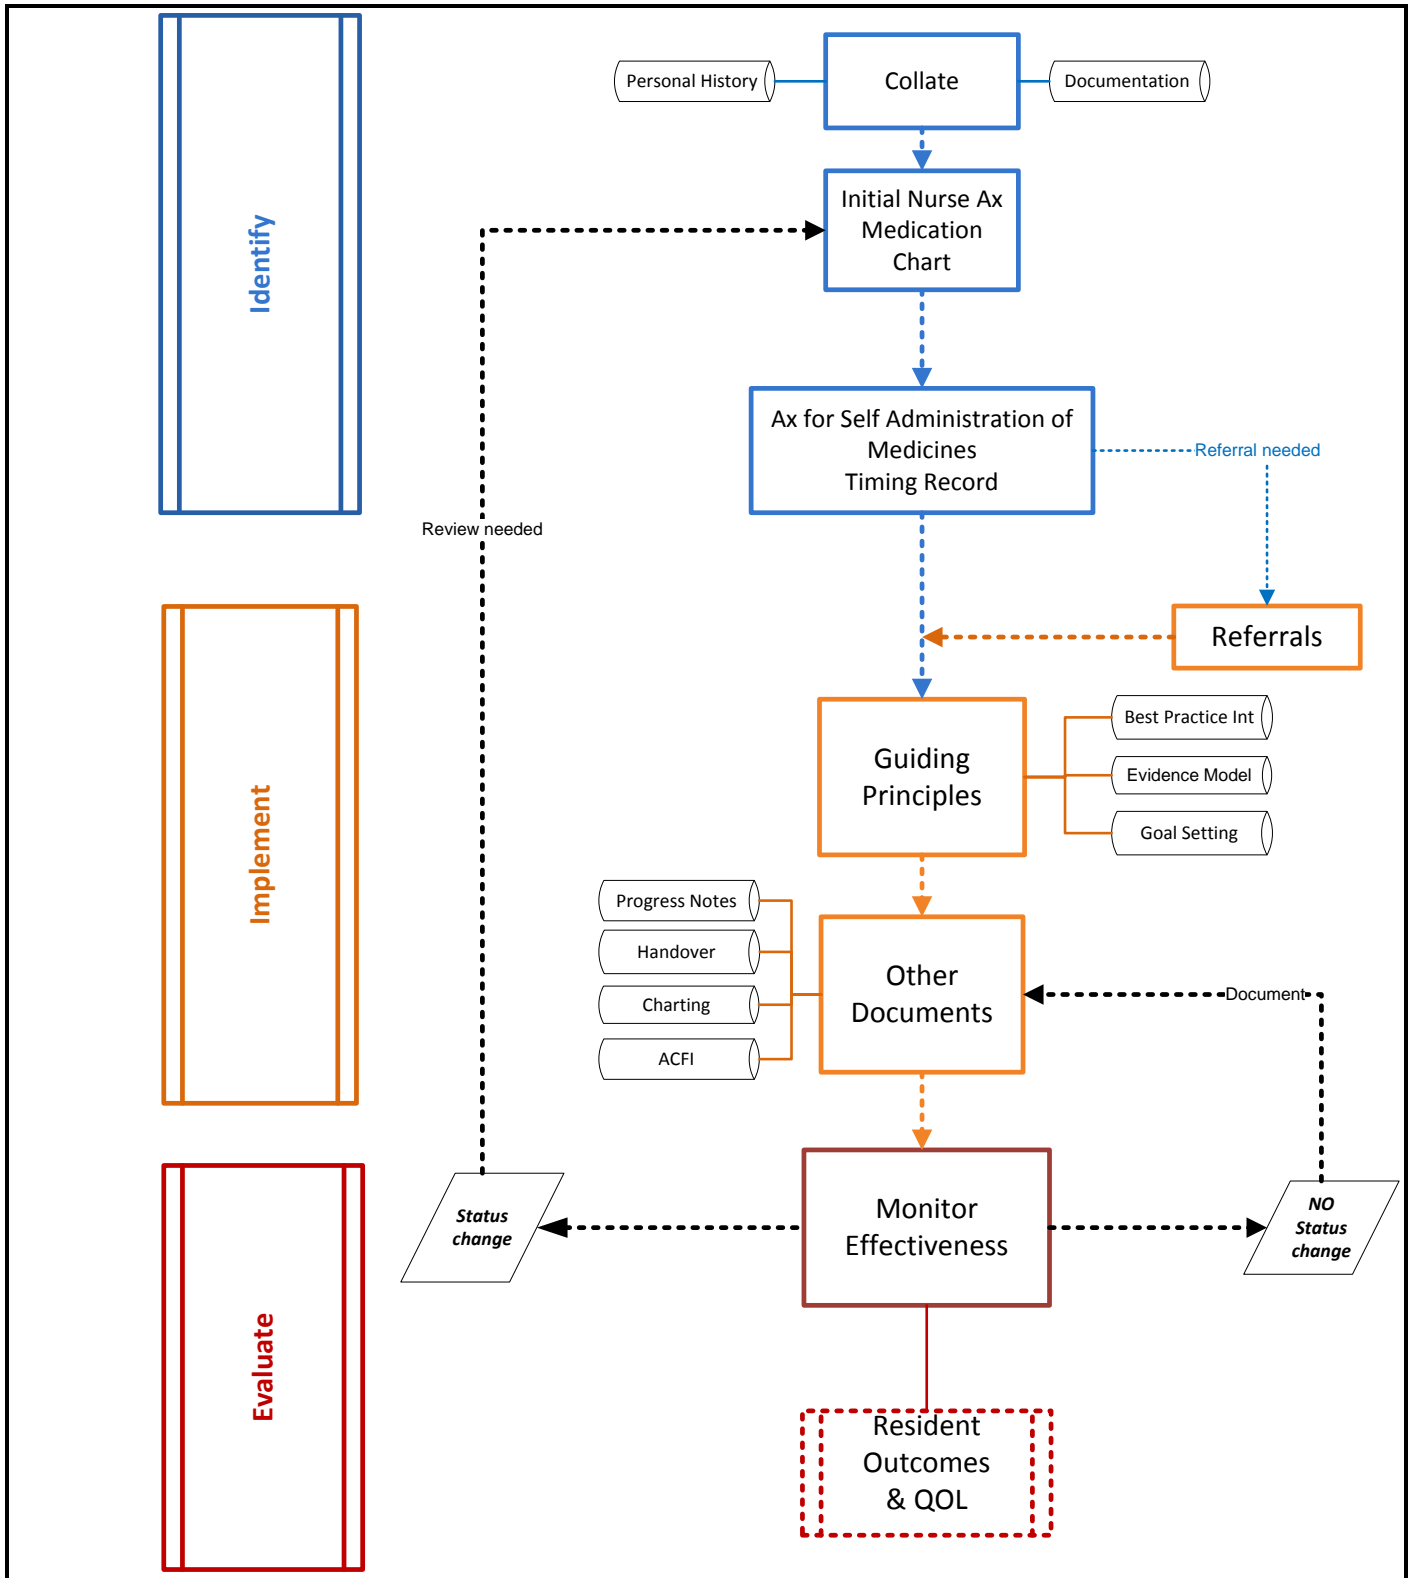 Identify
Personal History
Collate
Documentation
Initial Nurse Ax
Medication
Chart
Ax for Self Administration of
Medicines
Timing Record
Referral needed
Review needed
Implement
Referrals
Guiding
Principles
Best Practice Int
Evidence Model
Goal Setting
Progress Notes
Handover
Charting
ACFI
Other
Documents
Document
Evaluate
Status
change
Monitor
Effectiveness
NO
Status
change
Resident
Outcomes
& QOL